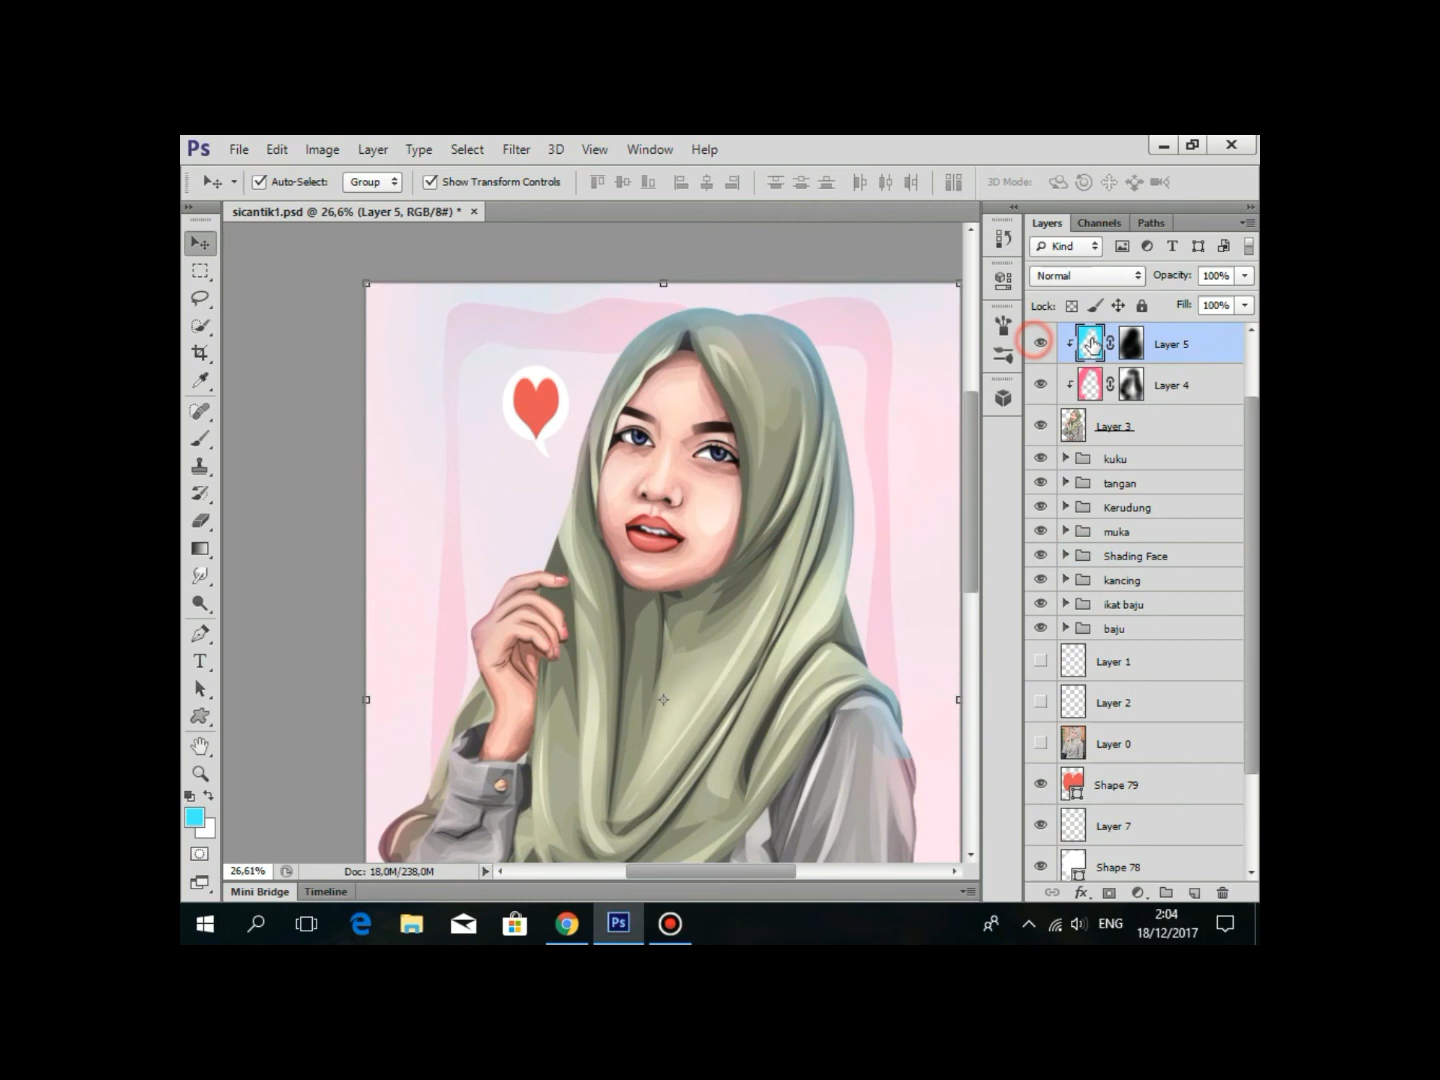 Ps File Edit Image Layer Type Select Filter 3D View Window Help
Auto-Select: Group Show Transform Controls 3D Mode:
sicantik1.psd @ 26,6% (Layer 5, RGB/8#) *
Layers Channels Paths
Kind
Normal Opacity: 100%
Lock: Fill: 100%
Layer 5
Layer 4
Layer 3
kuku
tangan
Kerudung
muka
Shading Face
kancing
ikat baju
baju
Layer 1
Layer 2
Layer 0
Shape 79
Layer 7
Shape 78
26,61% Doc: 18,0M/238,0M
Mini Bridge Timeline
Ps
ENG
2:04
18/12/2017